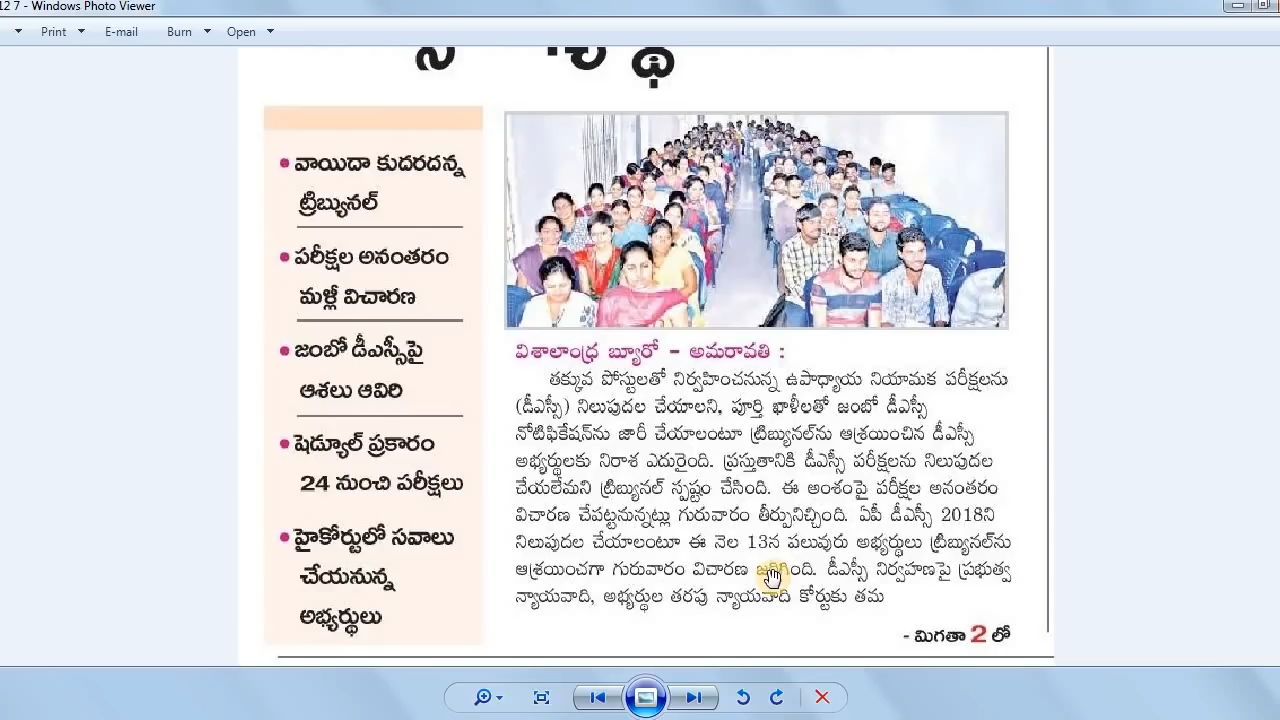 12 7 - Windows Photo Viewer
Print E-mail Burn Open
వాయిదా కుదరదన్న
ట్రిబ్యునల్
పరీక్షల అనంతరం
మళ్లీ విచారణ
జంబో డీఎస్సీపై
ఆశలు ఆవిరి
షెడ్యూల్ ప్రకారం
24 నుంచి పరీక్షలు
హైకోర్టులో సవాలు
చేయనున్న
అభ్యర్థులు
విశాలాంధ్ర బ్యూరో - అమరావతి :
తక్కువ పోస్టులతో నిర్వహించనున్న ఉపాధ్యాయ నియామక పరీక్షలను
(డీఎస్సీ) నిలుపుదల చేయాలని, పూర్తి ఖాళీలతో జంబో డీఎస్సీ
నోటిఫికేషన్‌ను జారీ చేయాలంటూ ట్రిబ్యునల్‌ను ఆశ్రయించిన డీఎస్సీ
అభ్యర్థులకు నిరాశ ఎదురైంది. ప్రస్తుతానికి డీఎస్సీ పరీక్షలను నిలుపుదల
చేయలేమని ట్రిబ్యునల్ స్పష్టం చేసింది. ఈ అంశంపై పరీక్షల అనంతరం
విచారణ చేపట్టనున్నట్లు గురువారం తీర్పునిచ్చింది. ఏపీ డీఎస్సీ 2018ని
నిలుపుదల చేయాలంటూ ఈ నెల 13న పలువురు అభ్యర్థులు ట్రిబ్యునల్‌ను
ఆశ్రయించగా గురువారం విచారణ జరిగింది. డీఎస్సీ నిర్వహణపై ప్రభుత్వ
న్యాయవాది, అభ్యర్థుల తరపు న్యాయవాది కోర్టుకు తమ
- మిగతా 2 లో